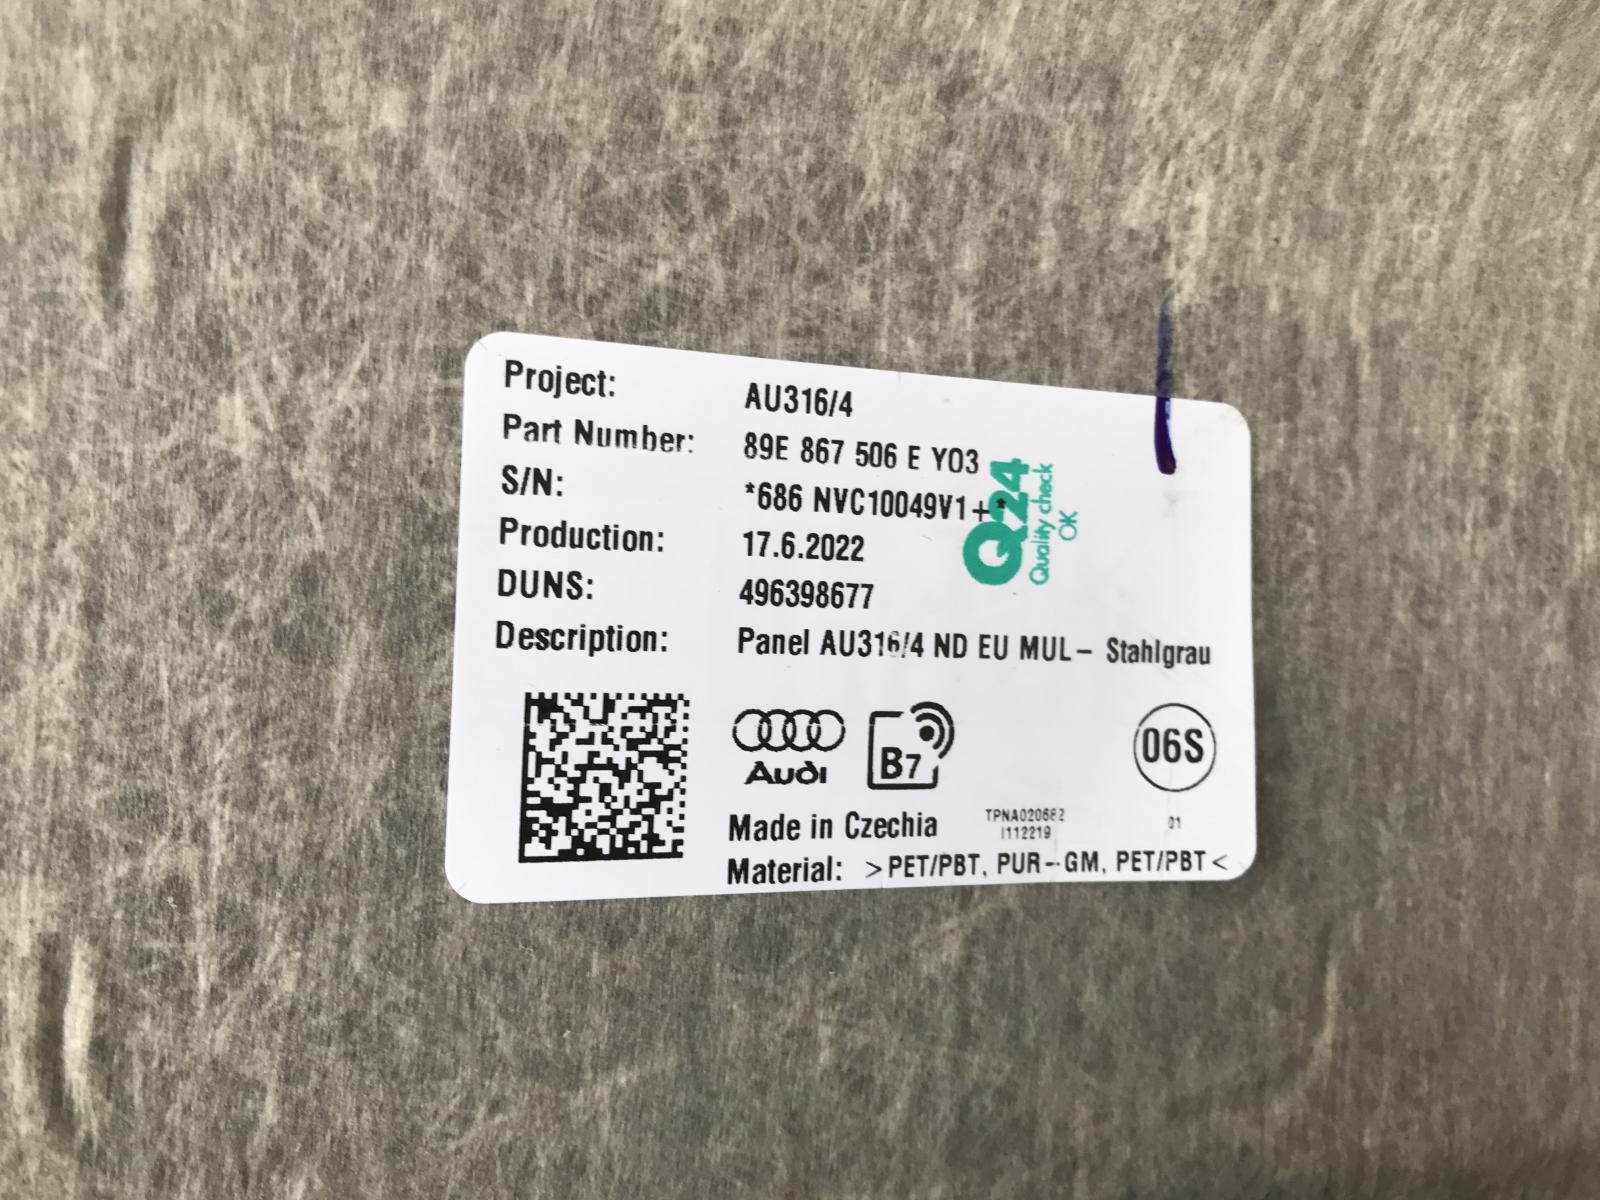 Project: AU316/4
Part Number: 89E 867 506 E YO3
S/N: *686 NVC10049V1+*
Production: 17.6.2022
DUNS: 496398677
Description: Panel AU316/4 ND EU MUL- Stahlgrau
Q24
Quality check
OK
Audi
B7
06S
Made in Czechia
TPNA020682
I112219
01
Material: >PET/PBT, PUR-GM, PET/PBT<